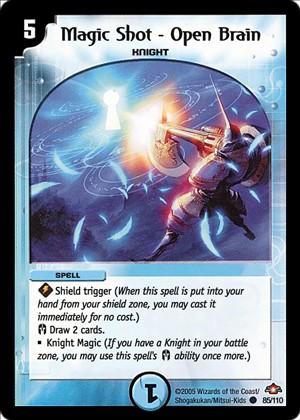 5
Magic Shot - Open Brain
KNIGHT
SPELL
Shield trigger (When this spell is put into your
hand from your shield zone, you may cast it
immediately for no cost.)
Draw 2 cards.
▪ Knight Magic (If you have a Knight in battle
zone, you may use this spell's ability once more.)
©2005 Wizards of the Coast/
Shogakukan/Mitsui-Kids
85/110